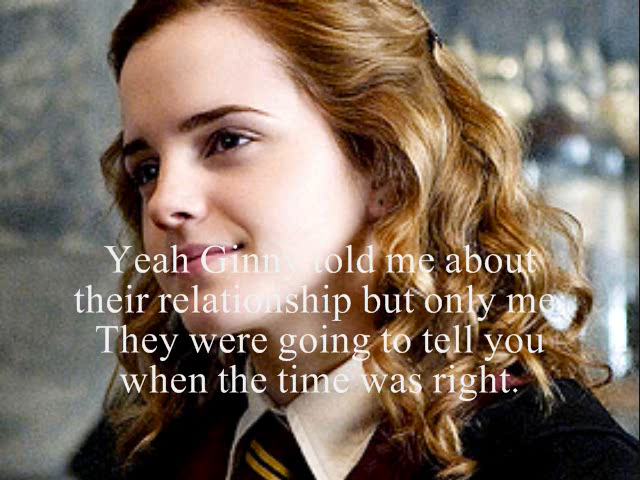 Yeah Ginny told me about
their relationship but only me.
They were going to tell you
when the time was right.